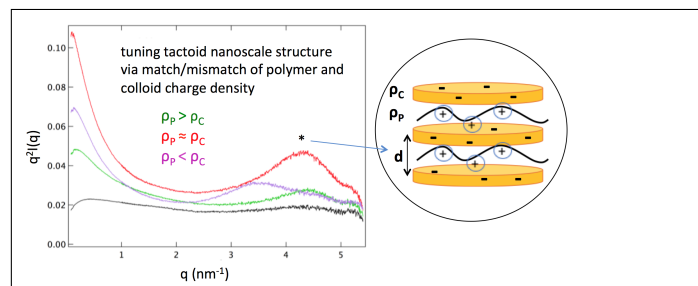 tuning tactoid nanoscale structure
via match/mismatch of polymer and
colloid charge density
ρP > ρC
ρP ≈ ρC
ρP < ρC
*
q²I(q)
0.10
0.08
0.06
0.04
0.02
0.00
1
2
3
4
5
q (nm⁻¹)
ρC
ρP
d
- - - -
+ + +
- - - -
+ + +
- - - -